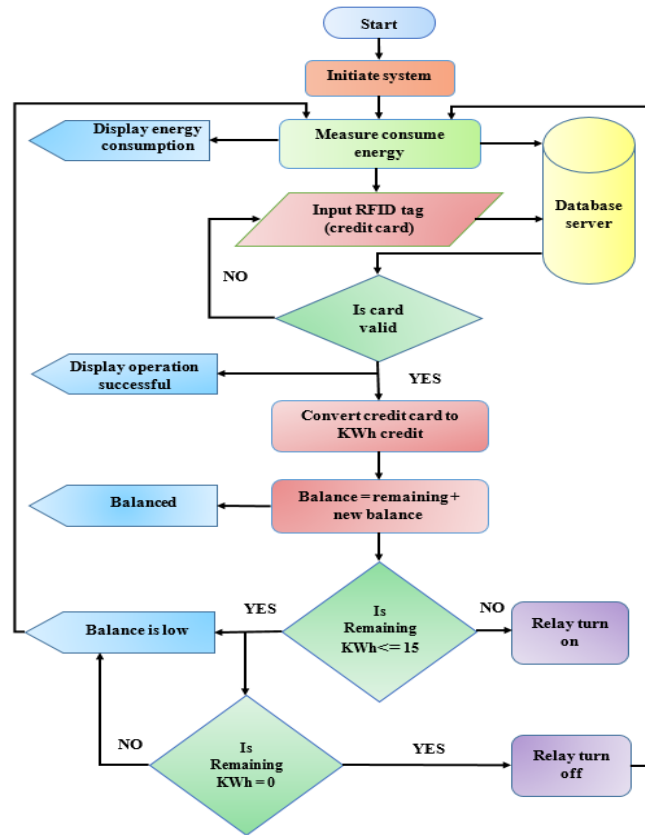 Start
Initiate system
Display energy
consumption
Measure consume
energy
Input RFID tag
(credit card)
Database
server
NO
Is card
valid
Display operation
successful
YES
Convert credit card to
KWh credit
Balanced
Balance = remaining +
new balance
YES
Is
Remaining
KWh<= 15
NO
Relay turn
on
Balance is low
NO
Is
Remaining
KWh = 0
YES
Relay turn
off